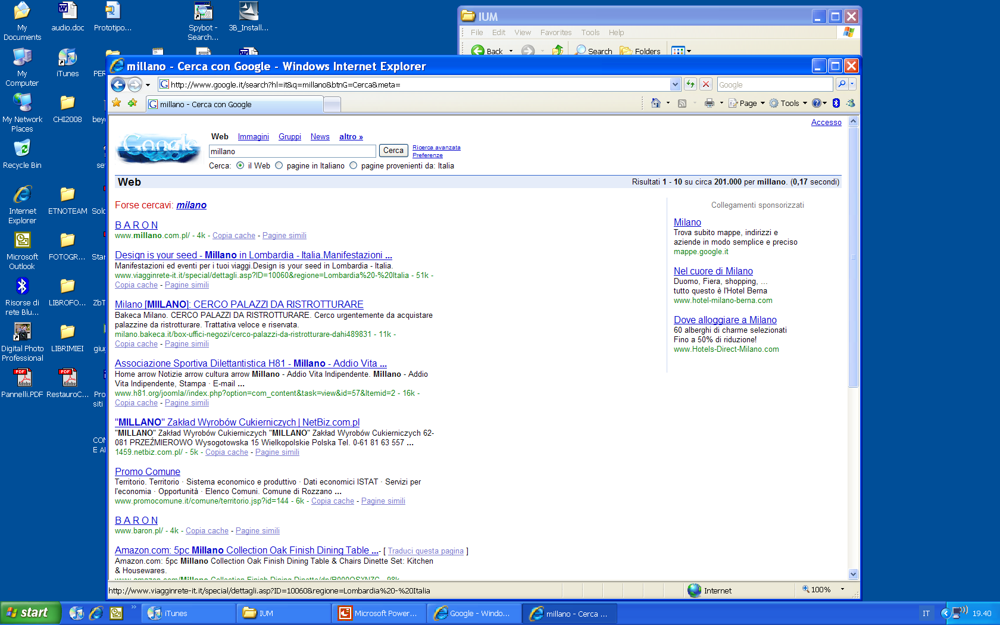 My Documents
audio.doc
Prototipo...
Spybot - Search...
3B_Install...
My Computer
iTunes
PER
My Network Places
CHI2008
beyo
Recycle Bin
set
Internet Explorer
ETNOTEAM
Solo
Microsoft Outlook
FOTOGR...
Star
Risorse di rete Blu...
LIBROFO...
ZbT
Digital Photo Professional
LIBRIMIEI
giug
Pannelli.PDF
RestauroC...
Pro
siti
CON
E A
IUM
File Edit View Favorites Tools Help
Back Search Folders
millano - Cerca con Google - Windows Internet Explorer
http://www.google.it/search?hl=it&q=millano&btnG=Cerca&meta=
Google
millano - Cerca con Google
Page Tools
Accesso
Google
Web Immagini Gruppi News altro »
millano Cerca
Ricerca avanzata
Preferenze
Cerca: il Web pagine in Italiano pagine provenienti da: Italia
Web Risultati 1 - 10 su circa 201.000 per millano. (0,17 secondi)
Forse cercavi: milano
B A R O N
www.millano.com.pl/ - 4k - Copia cache - Pagine simili
Design is your seed - Millano in Lombardia - Italia.Manifestazioni ...
Manifestazioni ed eventi per i tuoi viaggi.Design is your seed in Lombardia - Italia.
www.viagginrete-it.it/special/dettagli.asp?ID=10060&regione=Lombardia%20-%20Italia - 51k -
Copia cache - Pagine simili
Milano [MIILANO]: CERCO PALAZZI DA RISTROTTURARE
Bakeca Milano. CERCO PALAZZI DA RISTROTTURARE. Cerco urgentemente da acquistare
palazzine da ristrotturare. Trattativa veloce e riservata.
milano.bakeca.it/box-uffici-negozi/cerco-palazzi-da-ristrotturare-dahi489831 - 11k -
Copia cache - Pagine simili
Associazione Sportiva Dilettantistica H81 - Millano - Addio Vita ...
Home arrow Notizie arrow cultura arrow Millano - Addio Vita Indipendente. Millano - Addio
Vita Indipendente, Stampa · E-mail ...
www.h81.org/joomla//index.php?option=com_content&task=view&id=57&Itemid=2 - 16k -
Copia cache - Pagine simili
"MILLANO" Zakład Wyrobów Cukierniczych | NetBiz.com.pl
"MILLANO" Zakład Wyrobów Cukierniczych "MILLANO" Zakład Wyrobów Cukierniczych 62-
081 PRZEŹMIEROWO Wysogotowska 15 Wielkopolskie Polska Tel. 0-61 81 63 557 ...
1459.netbiz.com.pl/ - 5k - Copia cache - Pagine simili
Promo Comune
Territorio. Territorio · Sistema economico e produttivo · Dati economici ISTAT · Servizi per
l'economia · Opportunità · Elenco Comuni. Comune di Rozzano ...
www.promocomune.it/comune/territorio.jsp?id=144 - 6k - Copia cache - Pagine simili
B A R O N
www.baron.pl/ - 4k - Copia cache - Pagine simili
Amazon.com: 5pc Millano Collection Oak Finish Dining Table ...- [ Traduci questa pagina ]
Amazon.com: 5pc Millano Collection Oak Finish Dining Table & Chairs Dinette Set: Kitchen
& Housewares.
Collegamenti sponsorizzati
Milano
Trova subito mappe, indirizzi e
aziende in modo semplice e preciso
mappe.google.it
Nel cuore di Milano
Duomo, Fiera, shopping, ...
tutto questo è l'Hotel Berna
www.hotel-milano-berna.com
Dove alloggiare a Milano
60 alberghi di charme selezionati
Fino a 50% di riduzione!
www.Hotels-Direct-Milano.com
http://www.viagginrete-it.it/special/dettagli.asp?ID=10060&regione=Lombardia%20-%20Italia
Internet 100%
start iTunes IUM Microsoft Power... Google - Windo... millano - Cerca ... IT 19.40